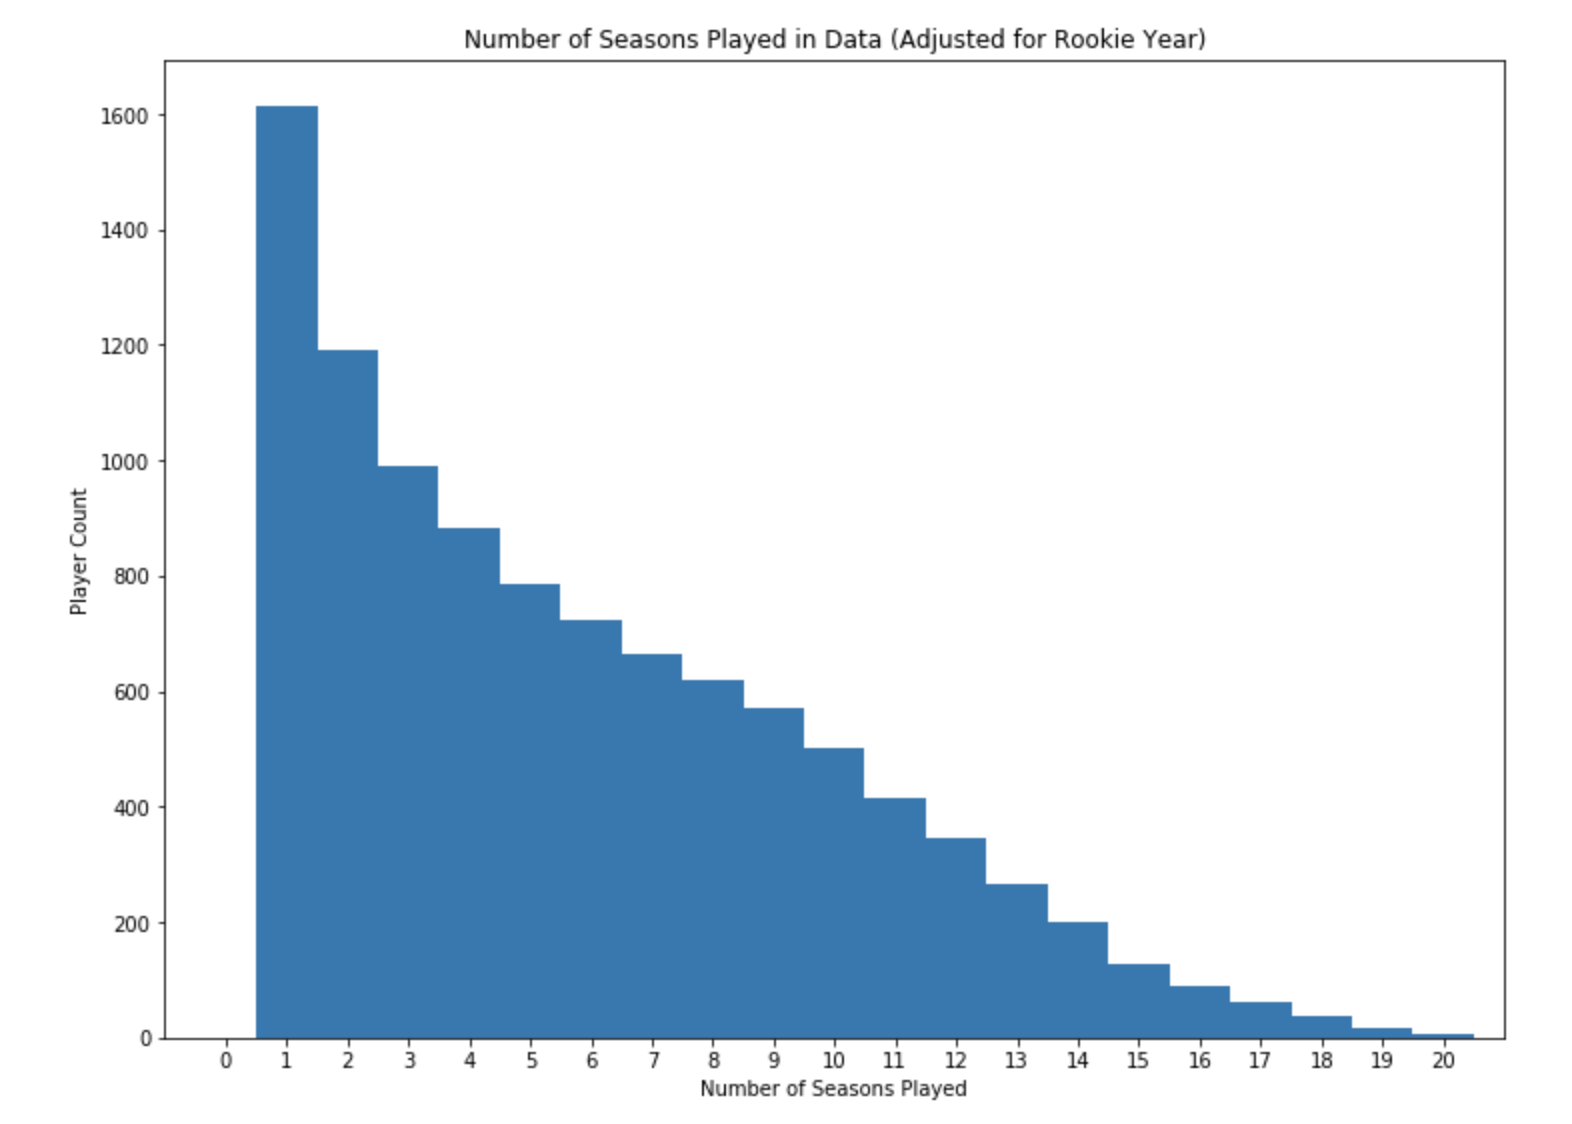 Number of Seasons Played in Data (Adjusted for Rookie Year)
1600
1400
1200
1000
800
600
400
200
0
Player Count
0 1 2 3 4 5 6 7 8 9 10 11 12 13 14 15 16 17 18 19 20
Number of Seasons Played